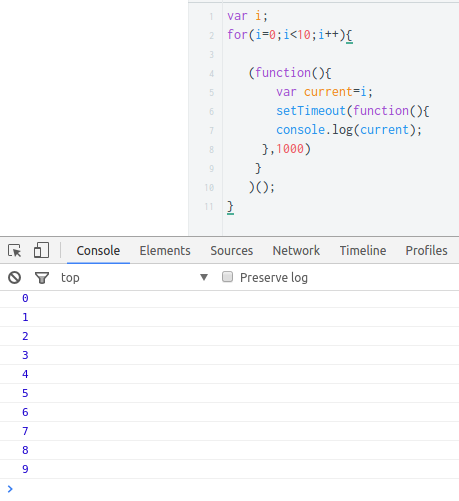 1 var i;
2 for(i=0;i<10;i++){
3
4 (function(){
5 var current=i;
6 setTimeout(function(){
7 console.log(current);
8 },1000)
9 }
10 )();
11 }
Console Elements Sources Network Timeline Profiles
top ▼ Preserve log
0
1
2
3
4
5
6
7
8
9
>